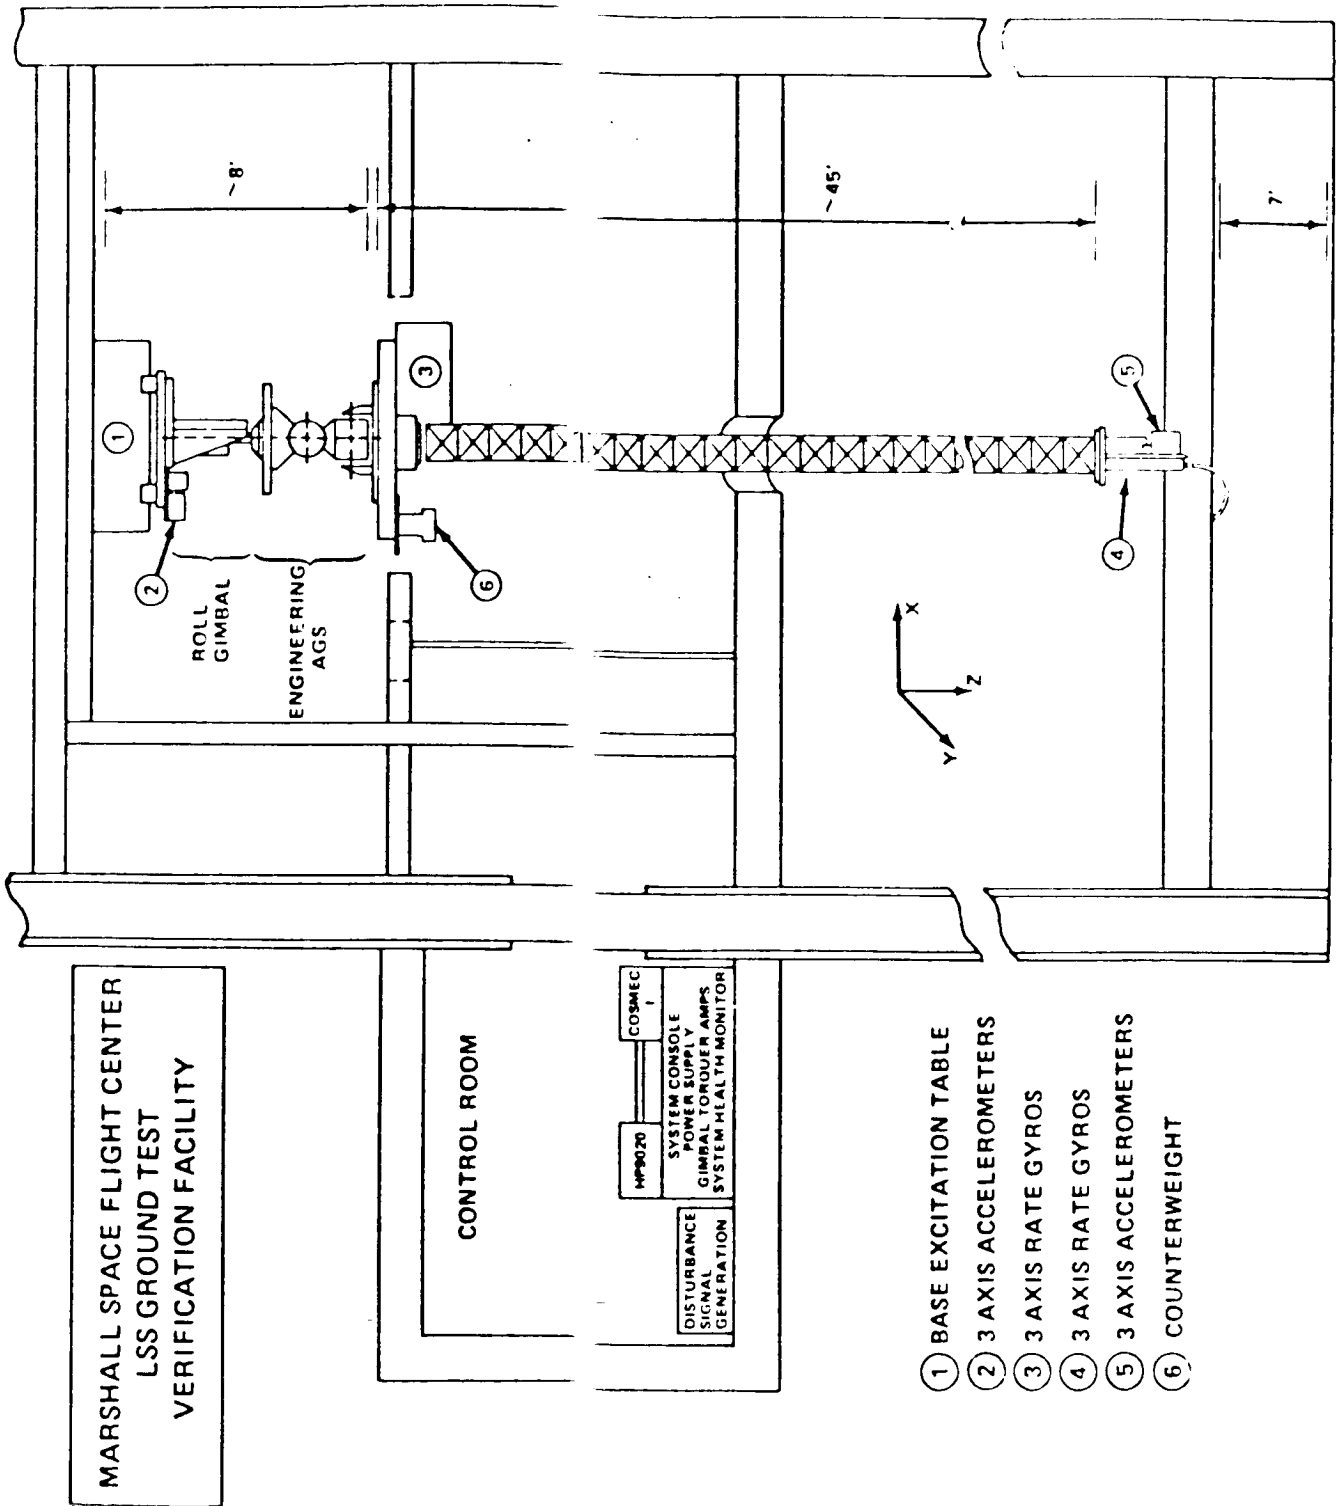 MARSHALL SPACE FLIGHT CENTER
LSS GROUND TEST
VERIFICATION FACILITY
1
2
ROLL
GIMBAL
ENGINEERING
AGS
3
6
~8'
~45'
7'
5
4
X
Y
Z
CONTROL ROOM
HP9020
COSMEC
I
SYSTEM CONSOLE
POWER SUPPLY
GIMBAL TORQUER AMPS
SYSTEM HEALTH MONITOR
DISTURBANCE
SIGNAL
GENERATION
1 BASE EXCITATION TABLE
2 3 AXIS ACCELEROMETERS
3 3 AXIS RATE GYROS
4 3 AXIS RATE GYROS
5 3 AXIS ACCELEROMETERS
6 COUNTERWEIGHT